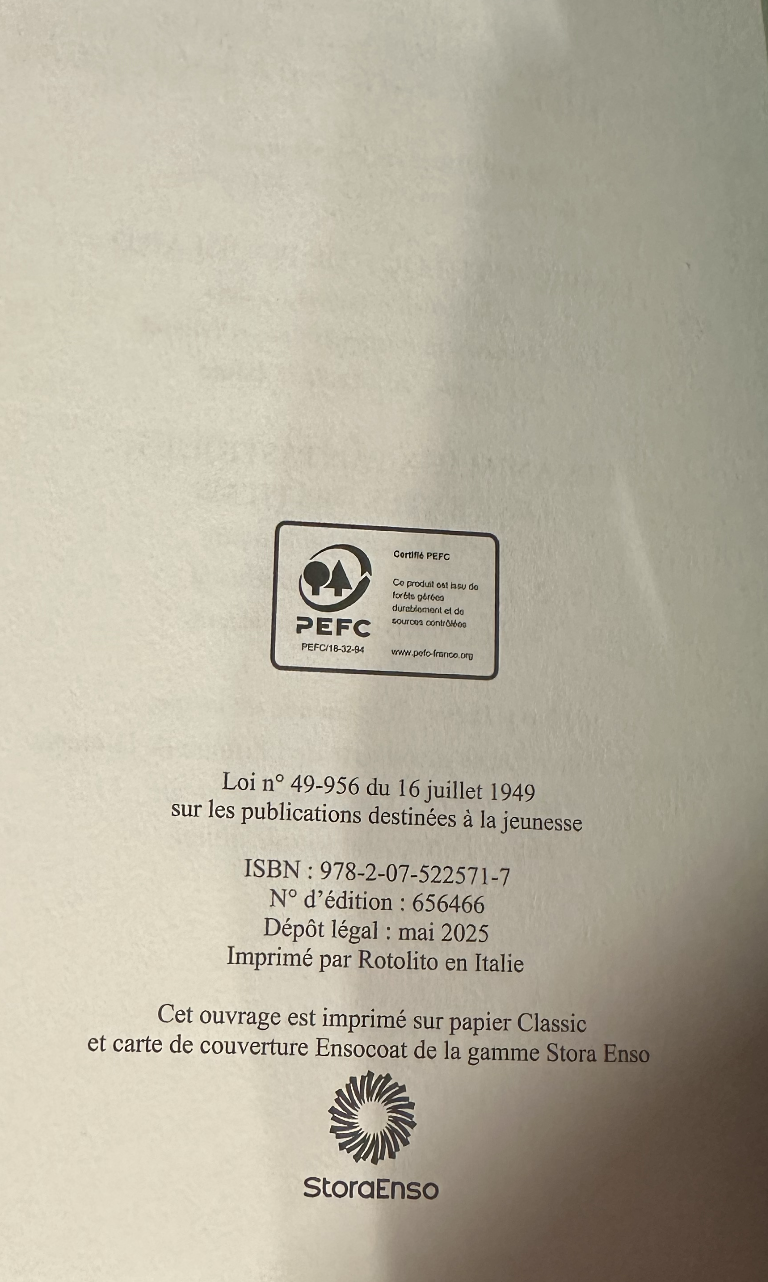 Certifié PEFC
Ce produit est issu de
forêts gérées
durablement et de
sources contrôlées
PEFC
PEFC/18-32-94
www.pefc-france.org
Loi n° 49-956 du 16 juillet 1949
sur les publications destinées à la jeunesse
ISBN : 978-2-07-522571-7
N° d'édition : 656466
Dépôt légal : mai 2025
Imprimé par Rotolito en Italie
Cet ouvrage est imprimé sur papier Classic
et carte de couverture Ensocoat de la gamme Stora Enso
StoraEnso